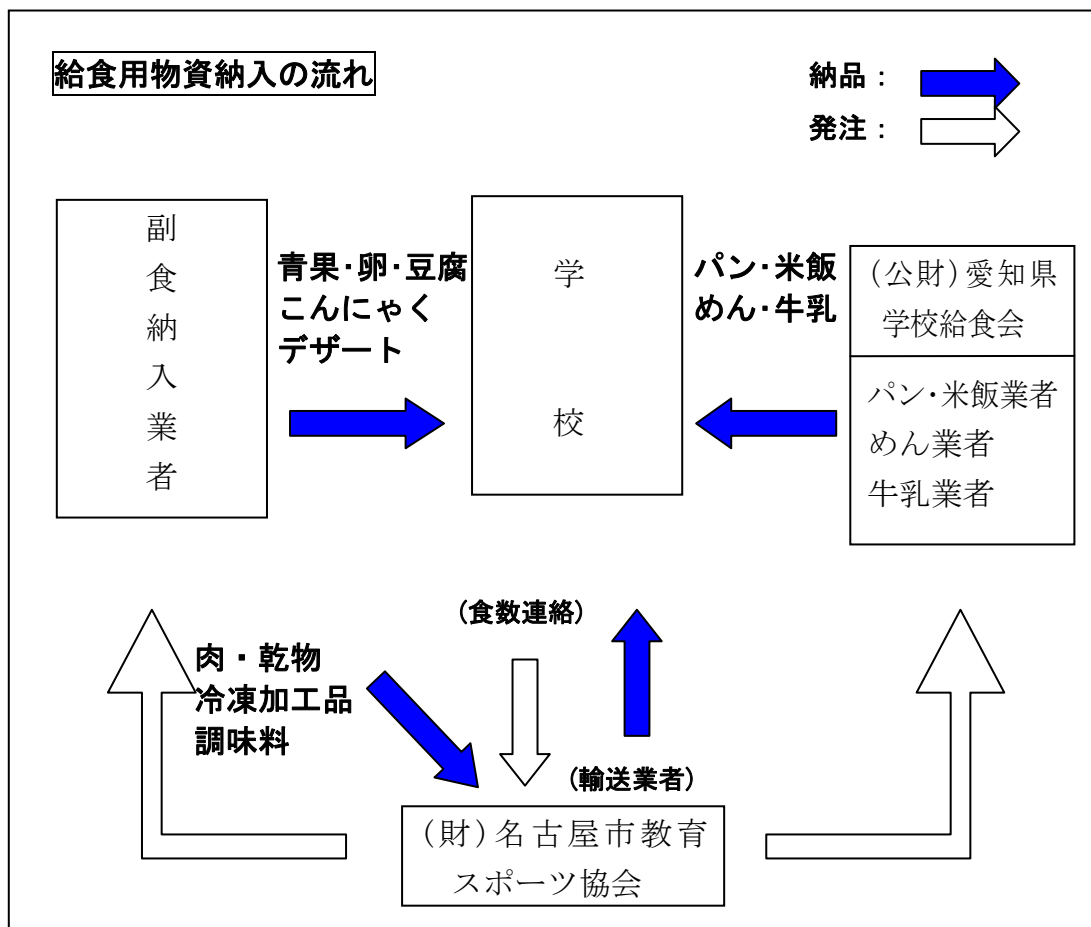 給食用物資納入の流れ
納品：
発注：
副食納入業者
青果・卵・豆腐
こんにゃく
デザート
学校
パン・米飯
めん・牛乳
(公財)愛知県
学校給食会
パン・米飯業者
めん業者
牛乳業者
(食数連絡)
肉・乾物
冷凍加工品
調味料
(輸送業者)
(財)名古屋市教育
スポーツ協会